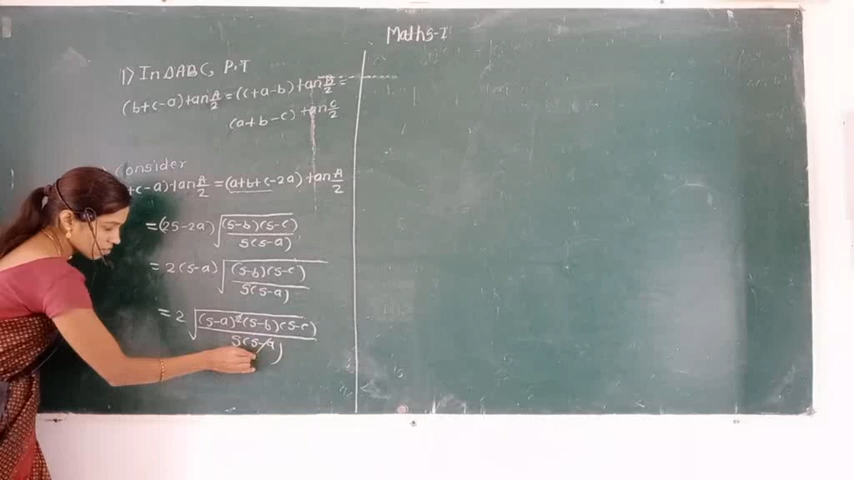 Maths-I
1) In △ABC, P.T
(b+c-a) tan A/2 = (c+a-b) tan B/2 =
(a+b-c) tan C/2
Consider
+c-a) tan A/2 = (a+b+c-2a) tan A/2
= (2s-2a) √((s-b)(s-c)/s(s-a))
= 2(s-a) √((s-b)(s-c)/s(s-a))
= 2 √((s-a)²(s-b)(s-c)/s(s-a))